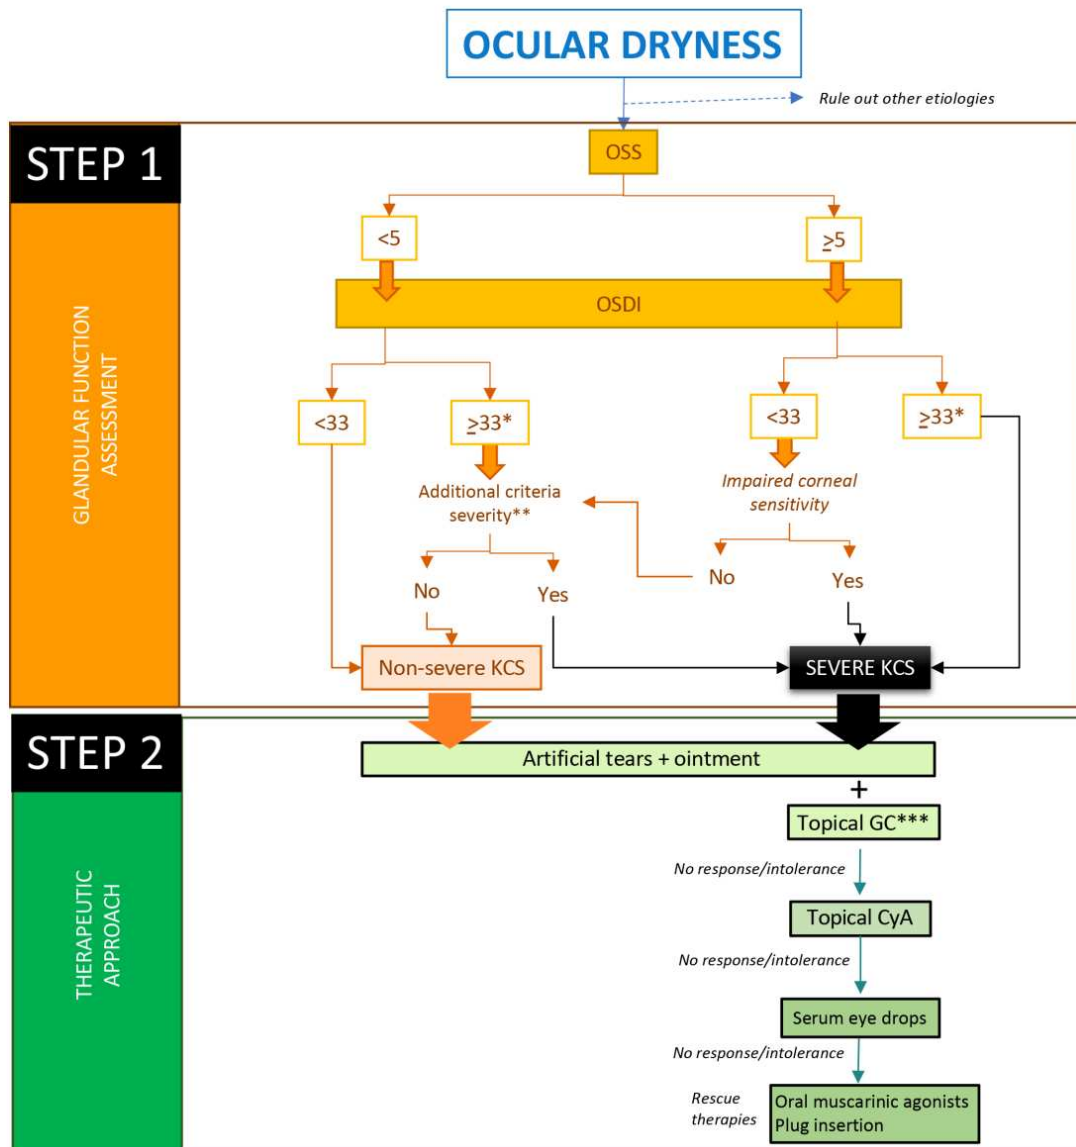 OCULAR DRYNESS
Rule out other etiologies
STEP 1
GLANDULAR FUNCTION
ASSESSMENT
OSS
<5
≥5
OSDI
<33
≥33*
<33
≥33*
Additional criteria
severity**
Impaired corneal
sensitivity
No
Yes
No
Yes
Non-severe KCS
SEVERE KCS
STEP 2
THERAPEUTIC
APPROACH
Artificial tears + ointment
+
Topical GC***
No response/intolerance
Topical CyA
No response/intolerance
Serum eye drops
No response/intolerance
Rescue
therapies
Oral muscarinic agonists
Plug insertion